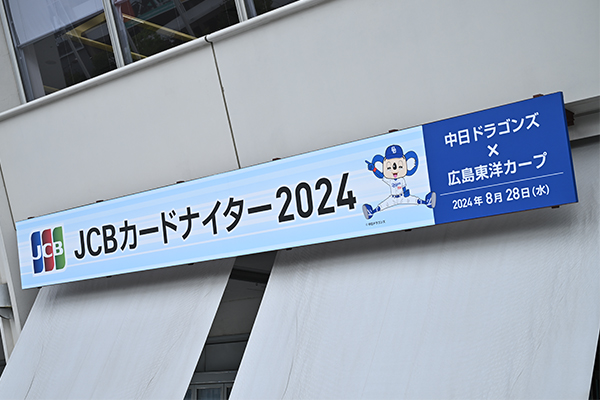 JCB
JCBカードナイター2024
中日ドラゴンズ
×
広島東洋カープ
2024年8月28日(水)